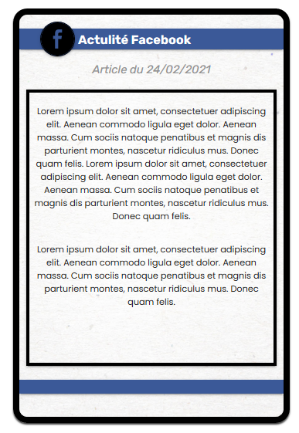 Actulité Facebook
Article du 24/02/2021
Lorem ipsum dolor sit amet, consectetuer adipiscing
elit. Aenean commodo ligula eget dolor. Aenean
massa. Cum sociis natoque penatibus et magnis dis
parturient montes, nascetur ridiculus mus. Donec
quam felis. Lorem ipsum dolor sit amet, consectetuer
adipiscing elit. Aenean commodo ligula eget dolor.
Aenean massa. Cum sociis natoque penatibus et
magnis dis parturient montes, nascetur ridiculus mus.
Donec quam felis.
Lorem ipsum dolor sit amet, consectetuer adipiscing
elit. Aenean commodo ligula eget dolor. Aenean
massa. Cum sociis natoque penatibus et magnis dis
parturient montes, nascetur ridiculus mus. Donec
quam felis.